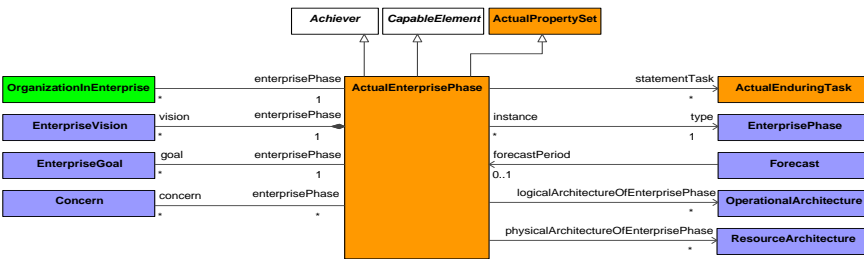 Achiever
CapableElement
ActualPropertySet
enterprisePhase
statementTask
OrganizationInEnterprise
ActualEnterprisePhase
ActualEnduringTask
* 1
*
vision enterprisePhase
instance type
EnterpriseVision
EnterprisePhase
* 1
* 1
goal enterprisePhase
forecastPeriod
EnterpriseGoal
Forecast
* 1
0..1
concern enterprisePhase
logicalArchitectureOfEnterprisePhase
Concern
OperationalArchitecture
* *
*
physicalArchitectureOfEnterprisePhase
ResourceArchitecture
*